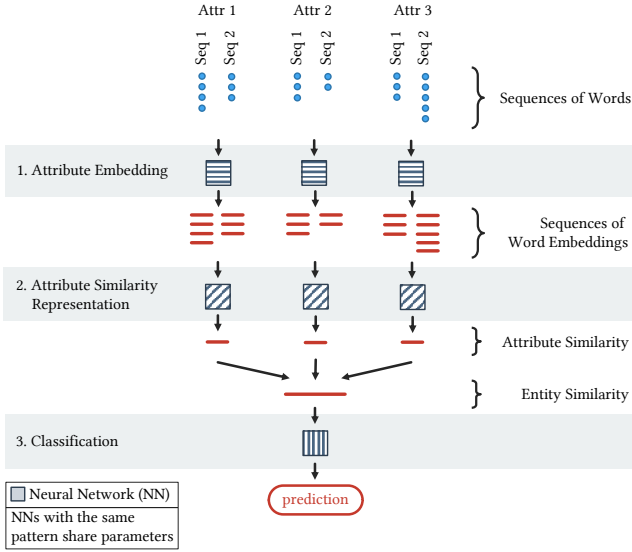 Attr 1 Attr 2 Attr 3
Seq 1 Seq 2 Seq 1 Seq 2 Seq 1 Seq 2
Sequences of Words
1. Attribute Embedding
Sequences of
Word Embeddings
2. Attribute Similarity
Representation
Attribute Similarity
Entity Similarity
3. Classification
prediction
Neural Network (NN)
NNs with the same
pattern share parameters